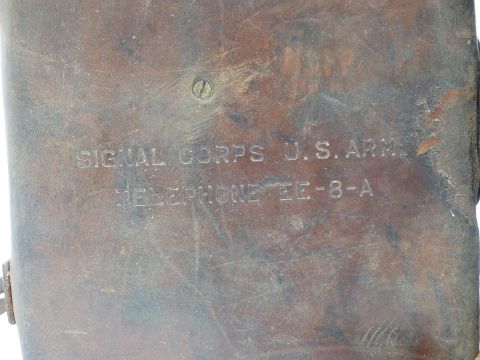 SIGNAL CORPS U.S. ARMY
TELEPHONE EE-8-A